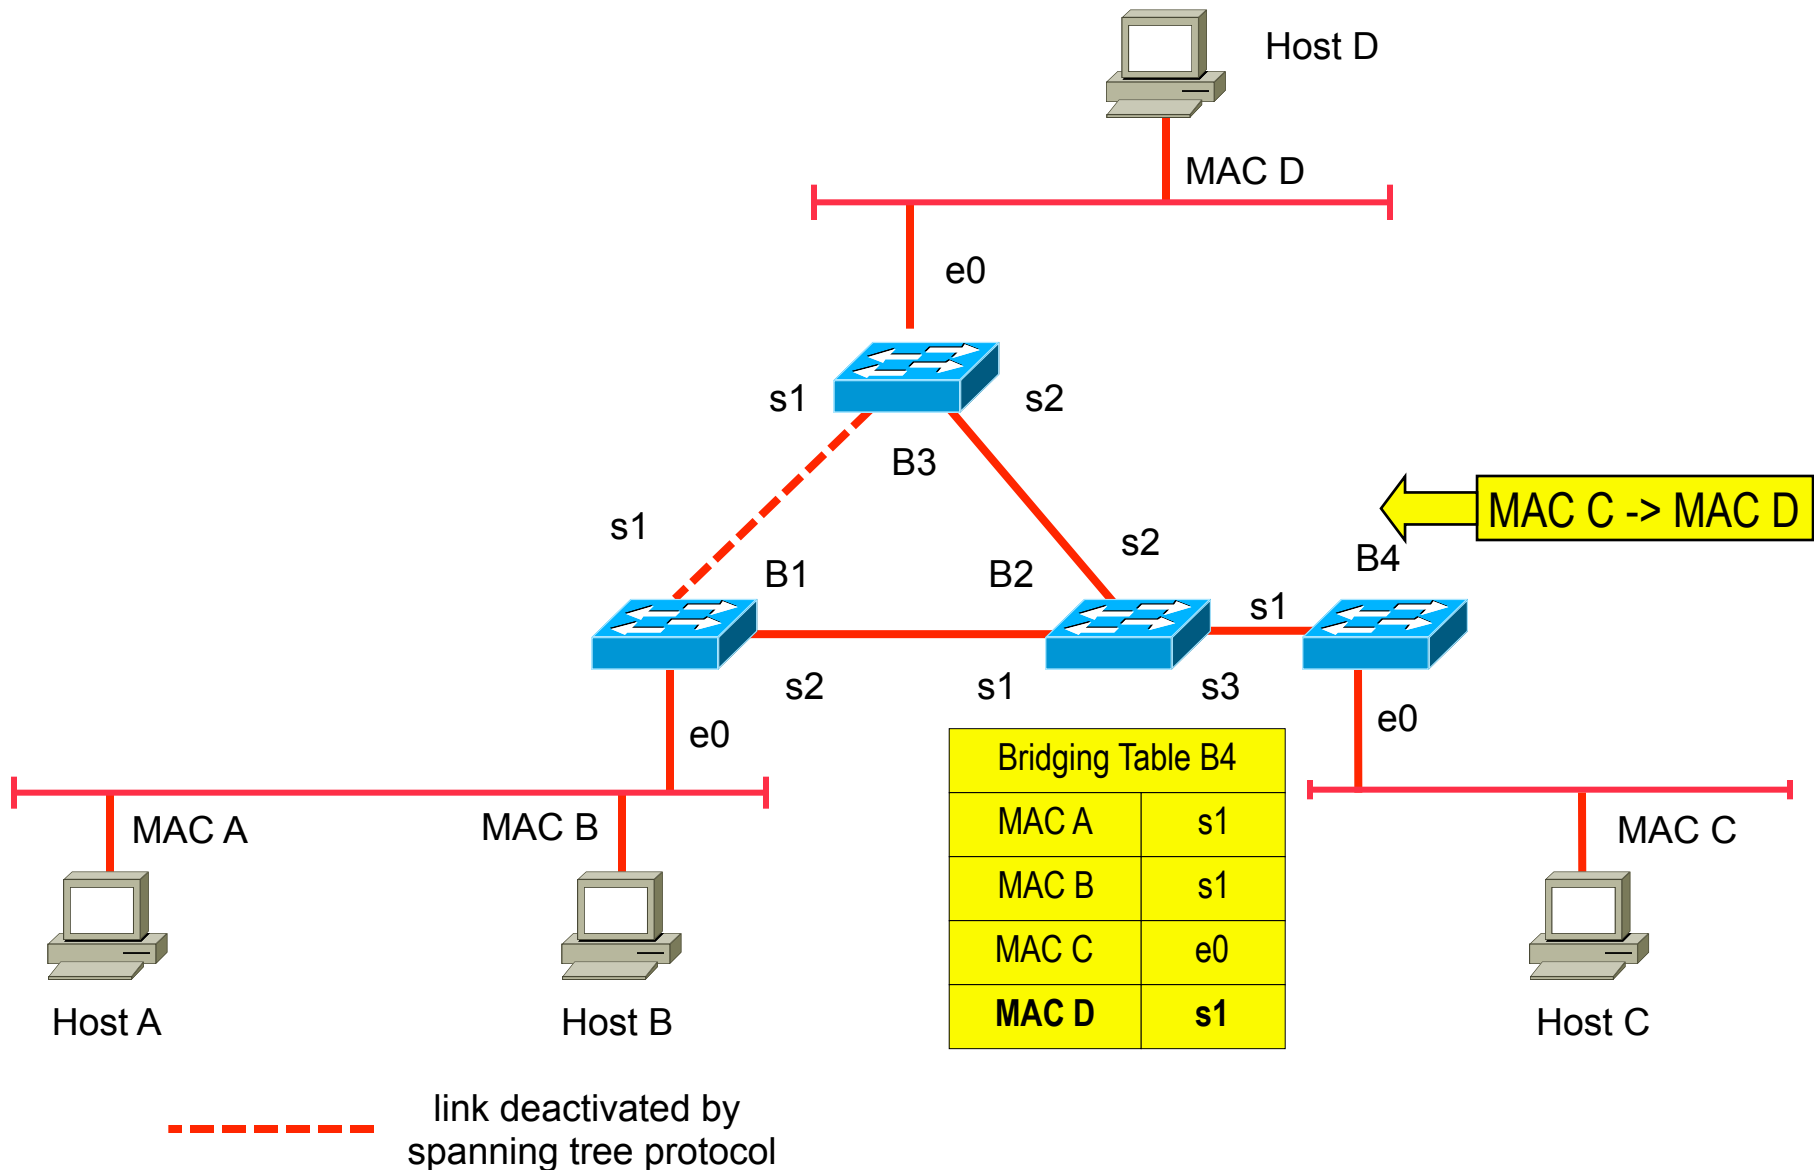 Host D
MAC D
e0
s1
s2
B3
MAC C -> MAC D
s1
s2
B1
B2
B4
s1
s2
s1
s3
e0
e0
Bridging Table B4
MAC A s1
MAC B s1
MAC C e0
MAC D s1
MAC A
MAC B
MAC C
Host A
Host B
Host C
link deactivated by
spanning tree protocol